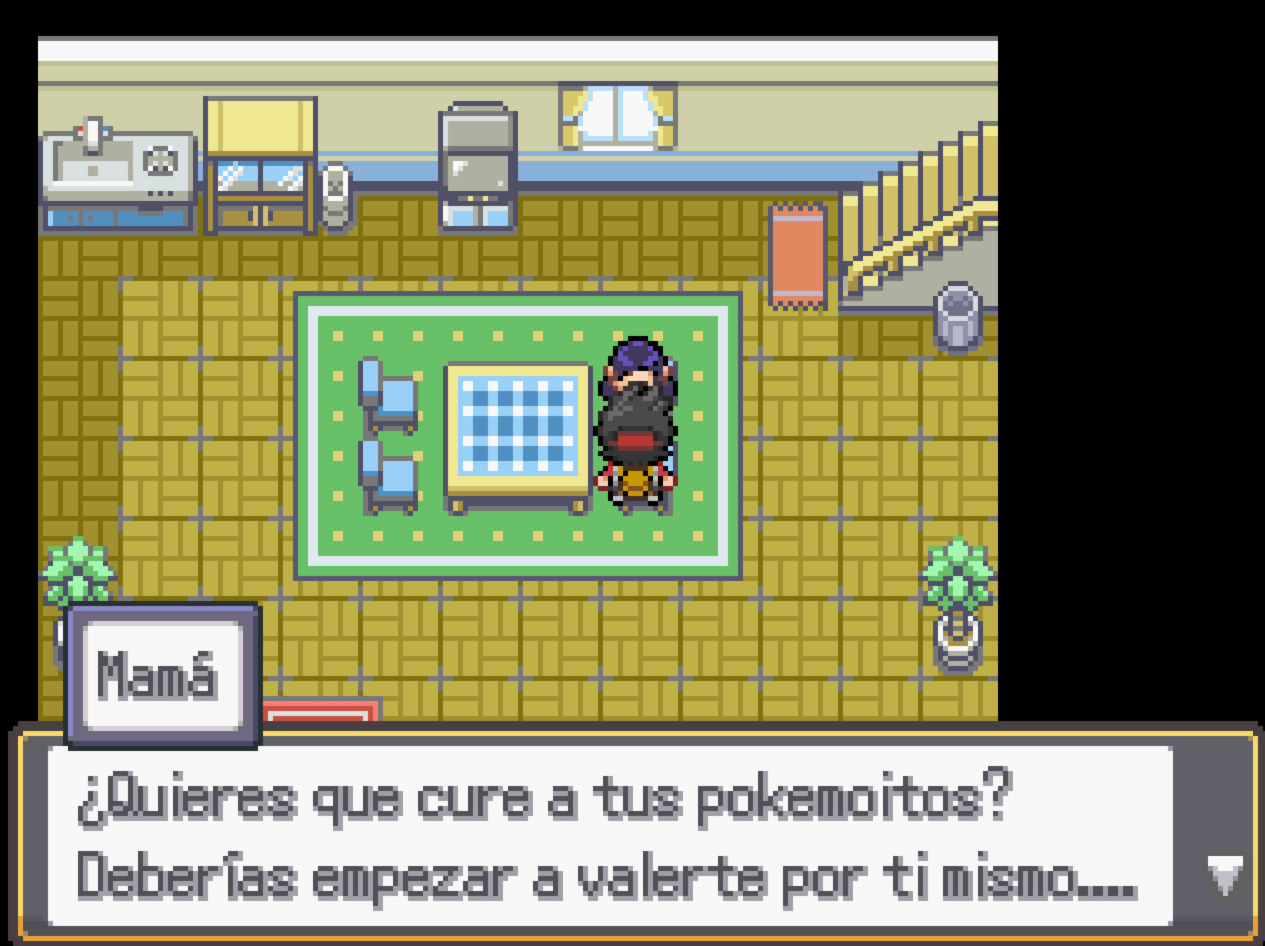 Mamá
¿Quieres que cure a tus pokemoitos?
Deberías empezar a valerte por ti mismo....